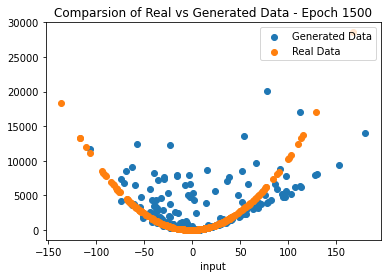 Comparsion of Real vs Generated Data - Epoch 1500
Generated Data
Real Data
30000
25000
20000
15000
10000
5000
0
−150 −100 −50 0 50 100 150
input